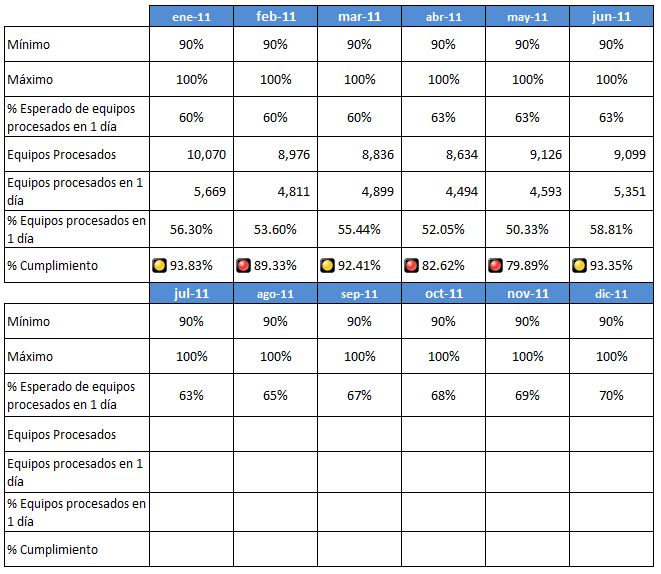 ene-11 feb-11 mar-11 abr-11 may-11 jun-11
Mínimo 90% 90% 90% 90% 90% 90%
Máximo 100% 100% 100% 100% 100% 100%
% Esperado de equipos
procesados en 1 día 60% 60% 60% 63% 63% 63%
Equipos Procesados 10,070 8,976 8,836 8,634 9,126 9,099
Equipos procesados en 1
día 5,669 4,811 4,899 4,494 4,593 5,351
% Equipos procesados en
1 día 56.30% 53.60% 55.44% 52.05% 50.33% 58.81%
% Cumplimiento 93.83% 89.33% 92.41% 82.62% 79.89% 93.35%
jul-11 ago-11 sep-11 oct-11 nov-11 dic-11
Mínimo 90% 90% 90% 90% 90% 90%
Máximo 100% 100% 100% 100% 100% 100%
% Esperado de equipos
procesados en 1 día 63% 65% 67% 68% 69% 70%
Equipos Procesados
Equipos procesados en 1
día
% Equipos procesados en
1 día
% Cumplimiento